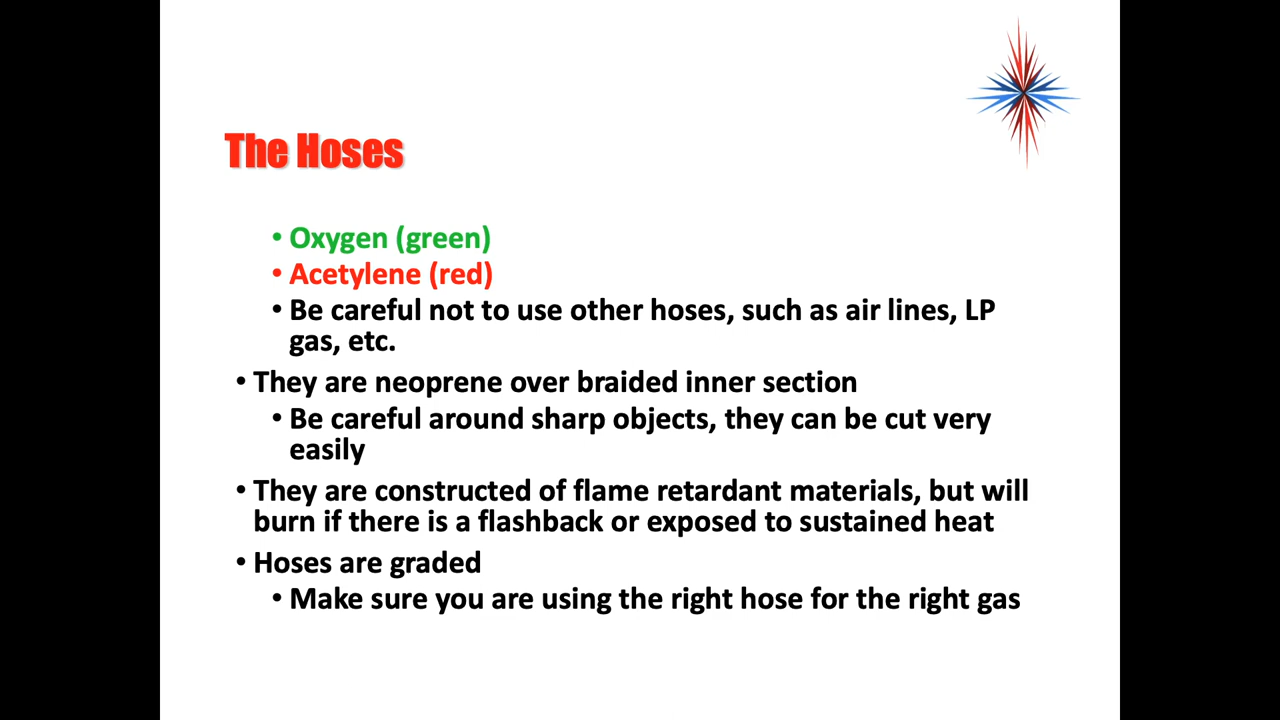 The Hoses
• Oxygen (green)
• Acetylene (red)
• Be careful not to use other hoses, such as air lines, LP
gas, etc.
• They are neoprene over braided inner section
• Be careful around sharp objects, they can be cut very
easily
• They are constructed of flame retardant materials, but will
burn if there is a flashback or exposed to sustained heat
• Hoses are graded
• Make sure you are using the right hose for the right gas